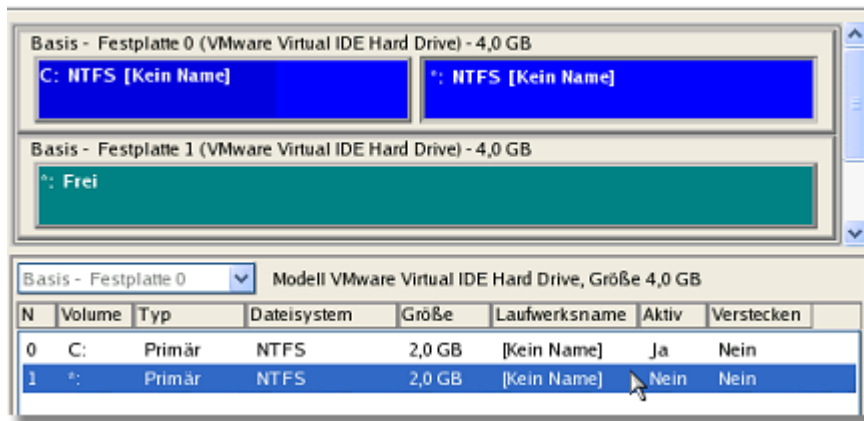 Basis - Festplatte 0 (VMware Virtual IDE Hard Drive) - 4,0 GB
C: NTFS [Kein Name] *: NTFS [Kein Name]
Basis - Festplatte 1 (VMware Virtual IDE Hard Drive) - 4,0 GB
*: Frei
Basis - Festplatte 0 Modell VMware Virtual IDE Hard Drive, Größe 4,0 GB
N Volume Typ Dateisystem Größe Laufwerksname Aktiv Verstecken
0 C: Primär NTFS 2,0 GB [Kein Name] Ja Nein
1 *: Primär NTFS 2,0 GB [Kein Name] Nein Nein